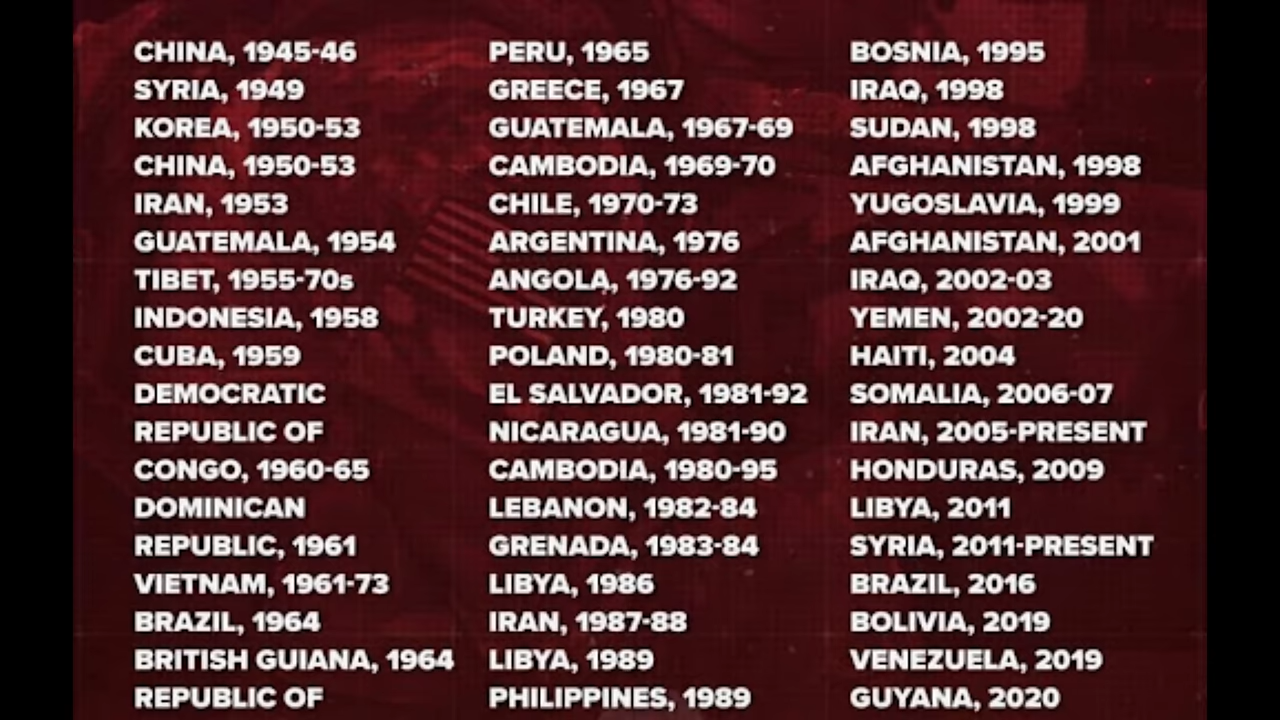 CHINA, 1945-46
SYRIA, 1949
KOREA, 1950-53
CHINA, 1950-53
IRAN, 1953
GUATEMALA, 1954
TIBET, 1955-70s
INDONESIA, 1958
CUBA, 1959
DEMOCRATIC
REPUBLIC OF
CONGO, 1960-65
DOMINICAN
REPUBLIC, 1961
VIETNAM, 1961-73
BRAZIL, 1964
BRITISH GUIANA, 1964
REPUBLIC OF
PERU, 1965
GREECE, 1967
GUATEMALA, 1967-69
CAMBODIA, 1969-70
CHILE, 1970-73
ARGENTINA, 1976
ANGOLA, 1976-92
TURKEY, 1980
POLAND, 1980-81
EL SALVADOR, 1981-92
NICARAGUA, 1981-90
CAMBODIA, 1980-95
LEBANON, 1982-84
GRENADA, 1983-84
LIBYA, 1986
IRAN, 1987-88
LIBYA, 1989
PHILIPPINES, 1989
BOSNIA, 1995
IRAQ, 1998
SUDAN, 1998
AFGHANISTAN, 1998
YUGOSLAVIA, 1999
AFGHANISTAN, 2001
IRAQ, 2002-03
YEMEN, 2002-20
HAITI, 2004
SOMALIA, 2006-07
IRAN, 2005-PRESENT
HONDURAS, 2009
LIBYA, 2011
SYRIA, 2011-PRESENT
BRAZIL, 2016
BOLIVIA, 2019
VENEZUELA, 2019
GUYANA, 2020